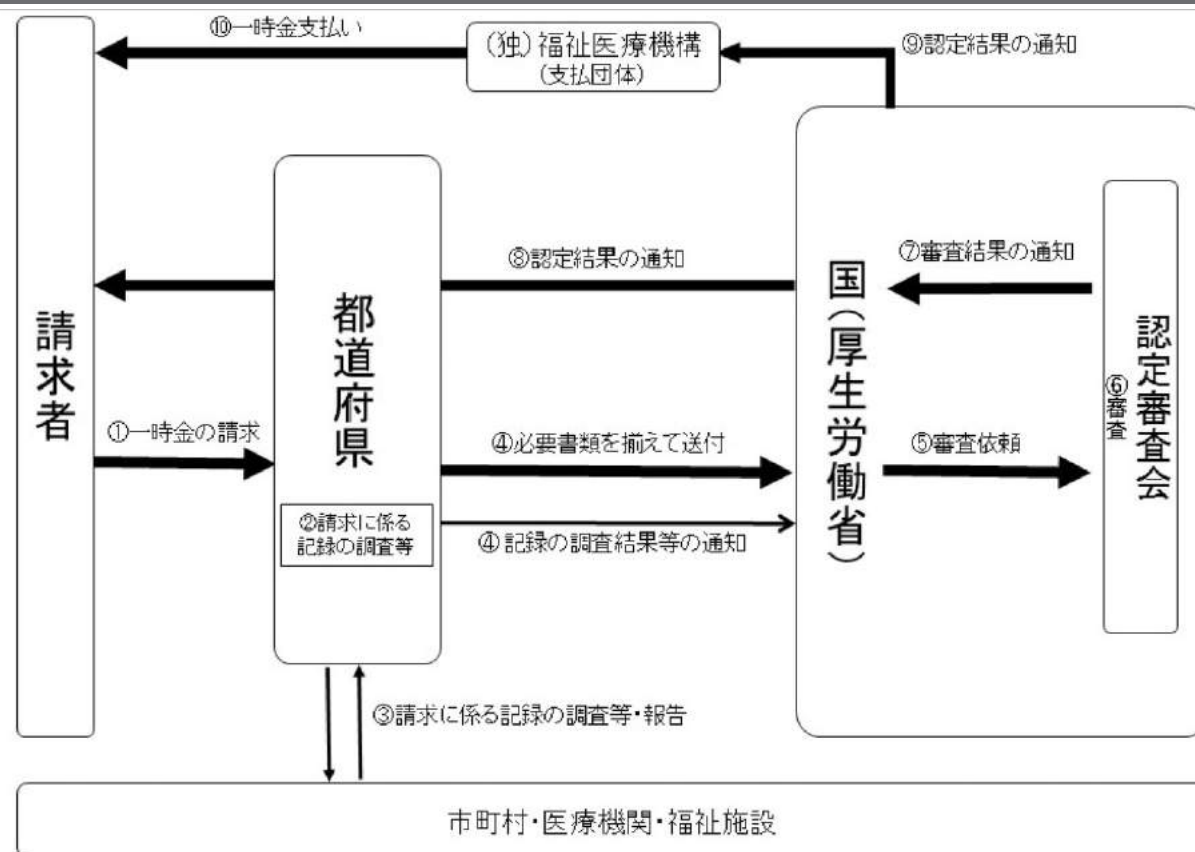 ⑩一時金支払い
(独)福祉医療機構
(支払団体)
⑨認定結果の通知
請求者
都道府県
⑧認定結果の通知
国(厚生労働省)
⑦審査結果の通知
認定審査会
⑥審査
①一時金の請求
④必要書類を揃えて送付
⑤審査依頼
②請求に係る
記録の調査等
④記録の調査結果等の通知
③請求に係る記録の調査等・報告
市町村・医療機関・福祉施設